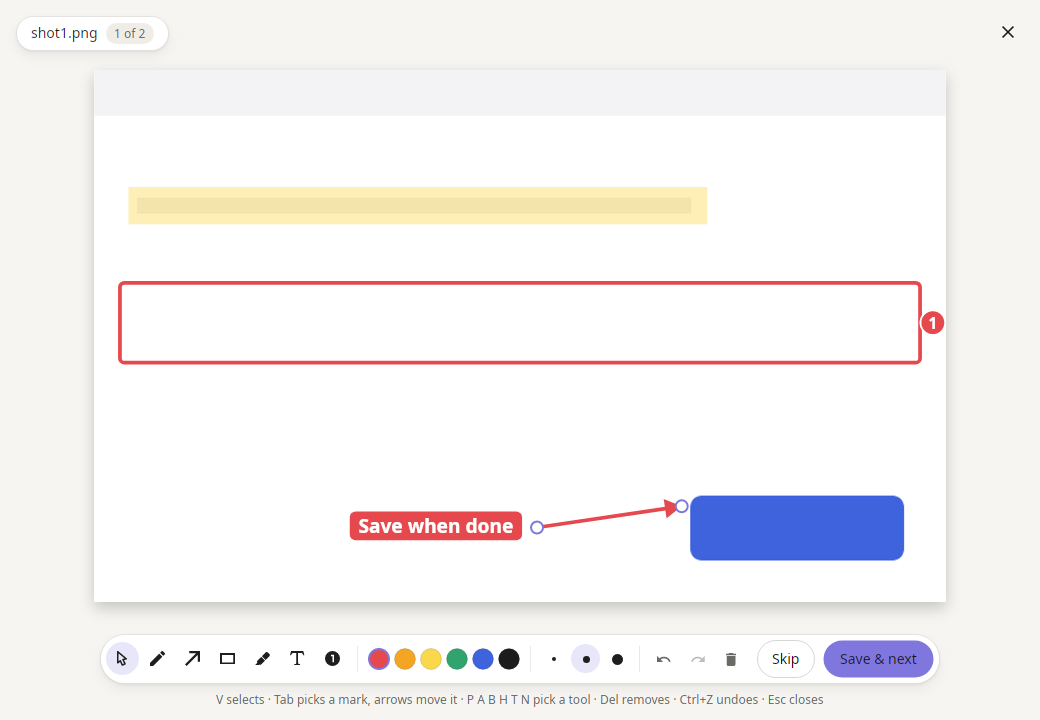 shot1.png 1 of 2
1
Save when done
T 1 Skip Save & next
V selects · Tab picks a mark, arrows move it · P A B H T N pick a tool · Del removes · Ctrl+Z undoes · Esc closes